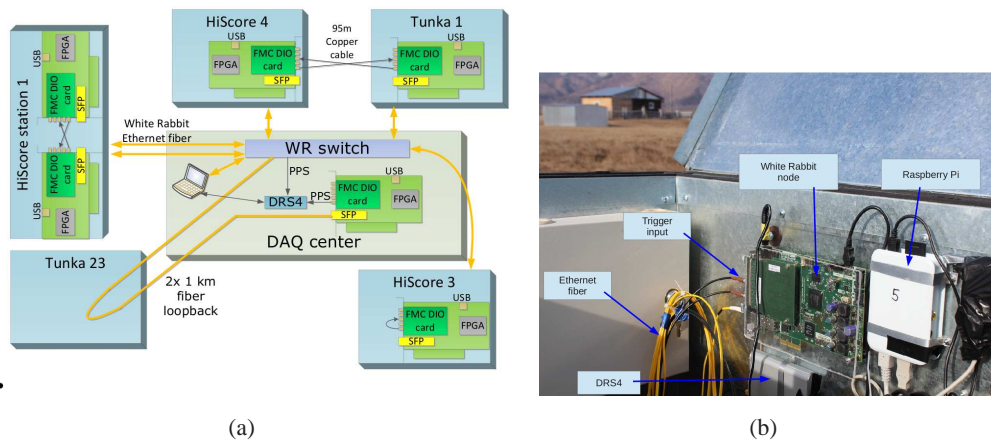 HiScore 4
USB
FPGA
FMC DIO
card
SFP
95m
Copper
cable
Tunka 1
USB
FMC DIO
card
FPGA
SFP
HiScore station 1
USB
FPGA
FMC DIO
card
SFP
FMC DIO
card
SFP
USB
FPGA
White Rabbit
Ethernet fiber
WR switch
PPS
DRS4
PPS
USB
FMC DIO
card
FPGA
SFP
DAQ center
Tunka 23
2x 1 km
fiber
loopback
HiScore 3
USB
FMC DIO
card
FPGA
SFP
(a)
White Rabbit
node
Raspberry Pi
Trigger
input
Ethernet
fiber
5
DRS4
(b)